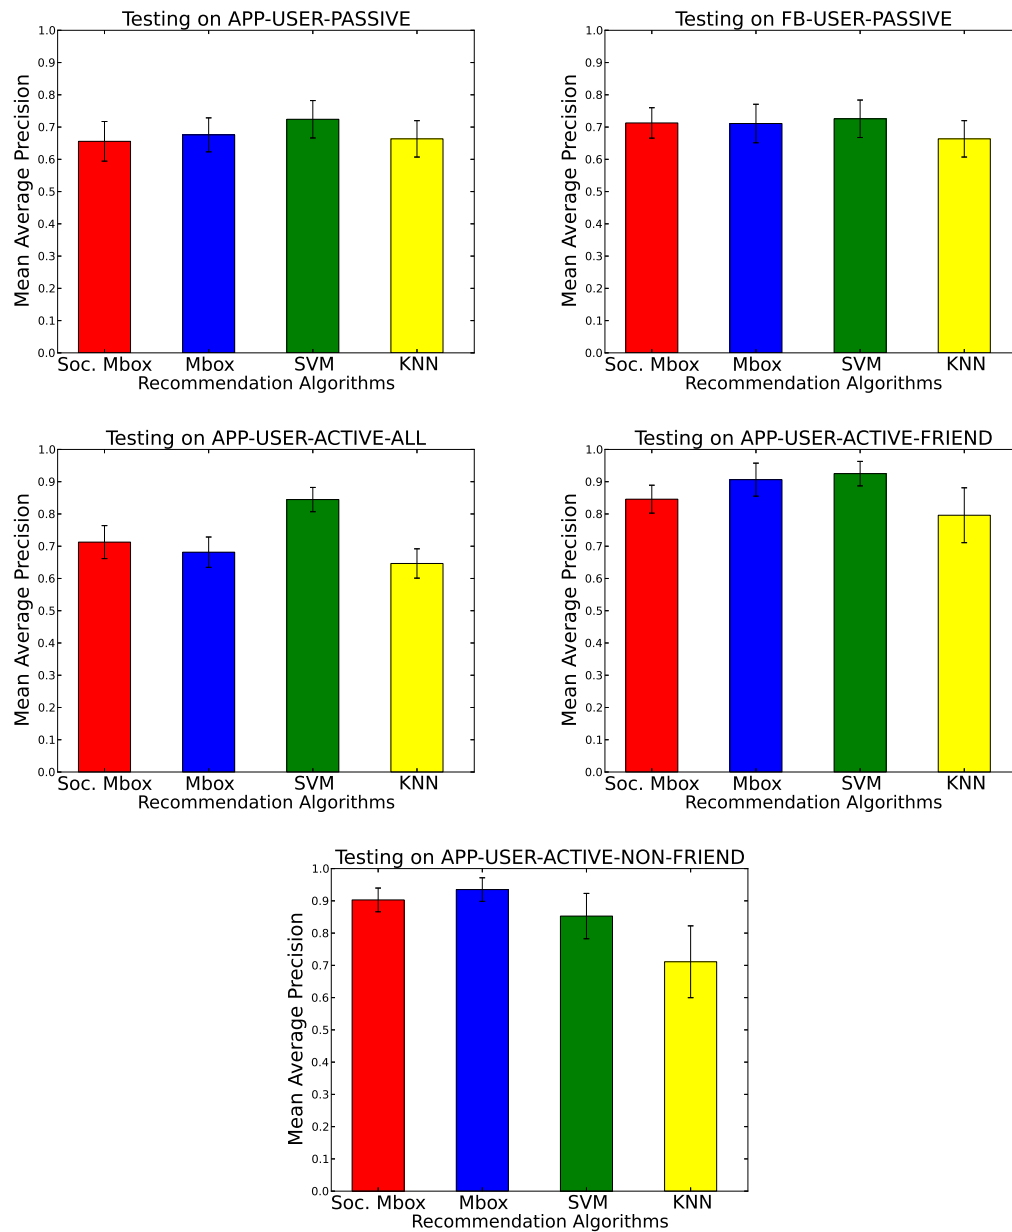 Testing on APP-USER-PASSIVE
1.0
0.9
0.8
0.7
0.6
0.5
0.4
0.3
0.2
0.1
0.0
Mean Average Precision
Soc. Mbox Mbox SVM KNN
Recommendation Algorithms
Testing on FB-USER-PASSIVE
1.0
0.9
0.8
0.7
0.6
0.5
0.4
0.3
0.2
0.1
0.0
Mean Average Precision
Soc. Mbox Mbox SVM KNN
Recommendation Algorithms
Testing on APP-USER-ACTIVE-ALL
1.0
0.9
0.8
0.7
0.6
0.5
0.4
0.3
0.2
0.1
0.0
Mean Average Precision
Soc. Mbox Mbox SVM KNN
Recommendation Algorithms
Testing on APP-USER-ACTIVE-FRIEND
1.0
0.9
0.8
0.7
0.6
0.5
0.4
0.3
0.2
0.1
0.0
Mean Average Precision
Soc. Mbox Mbox SVM KNN
Recommendation Algorithms
Testing on APP-USER-ACTIVE-NON-FRIEND
1.0
0.9
0.8
0.7
0.6
0.5
0.4
0.3
0.2
0.1
0.0
Mean Average Precision
Soc. Mbox Mbox SVM KNN
Recommendation Algorithms